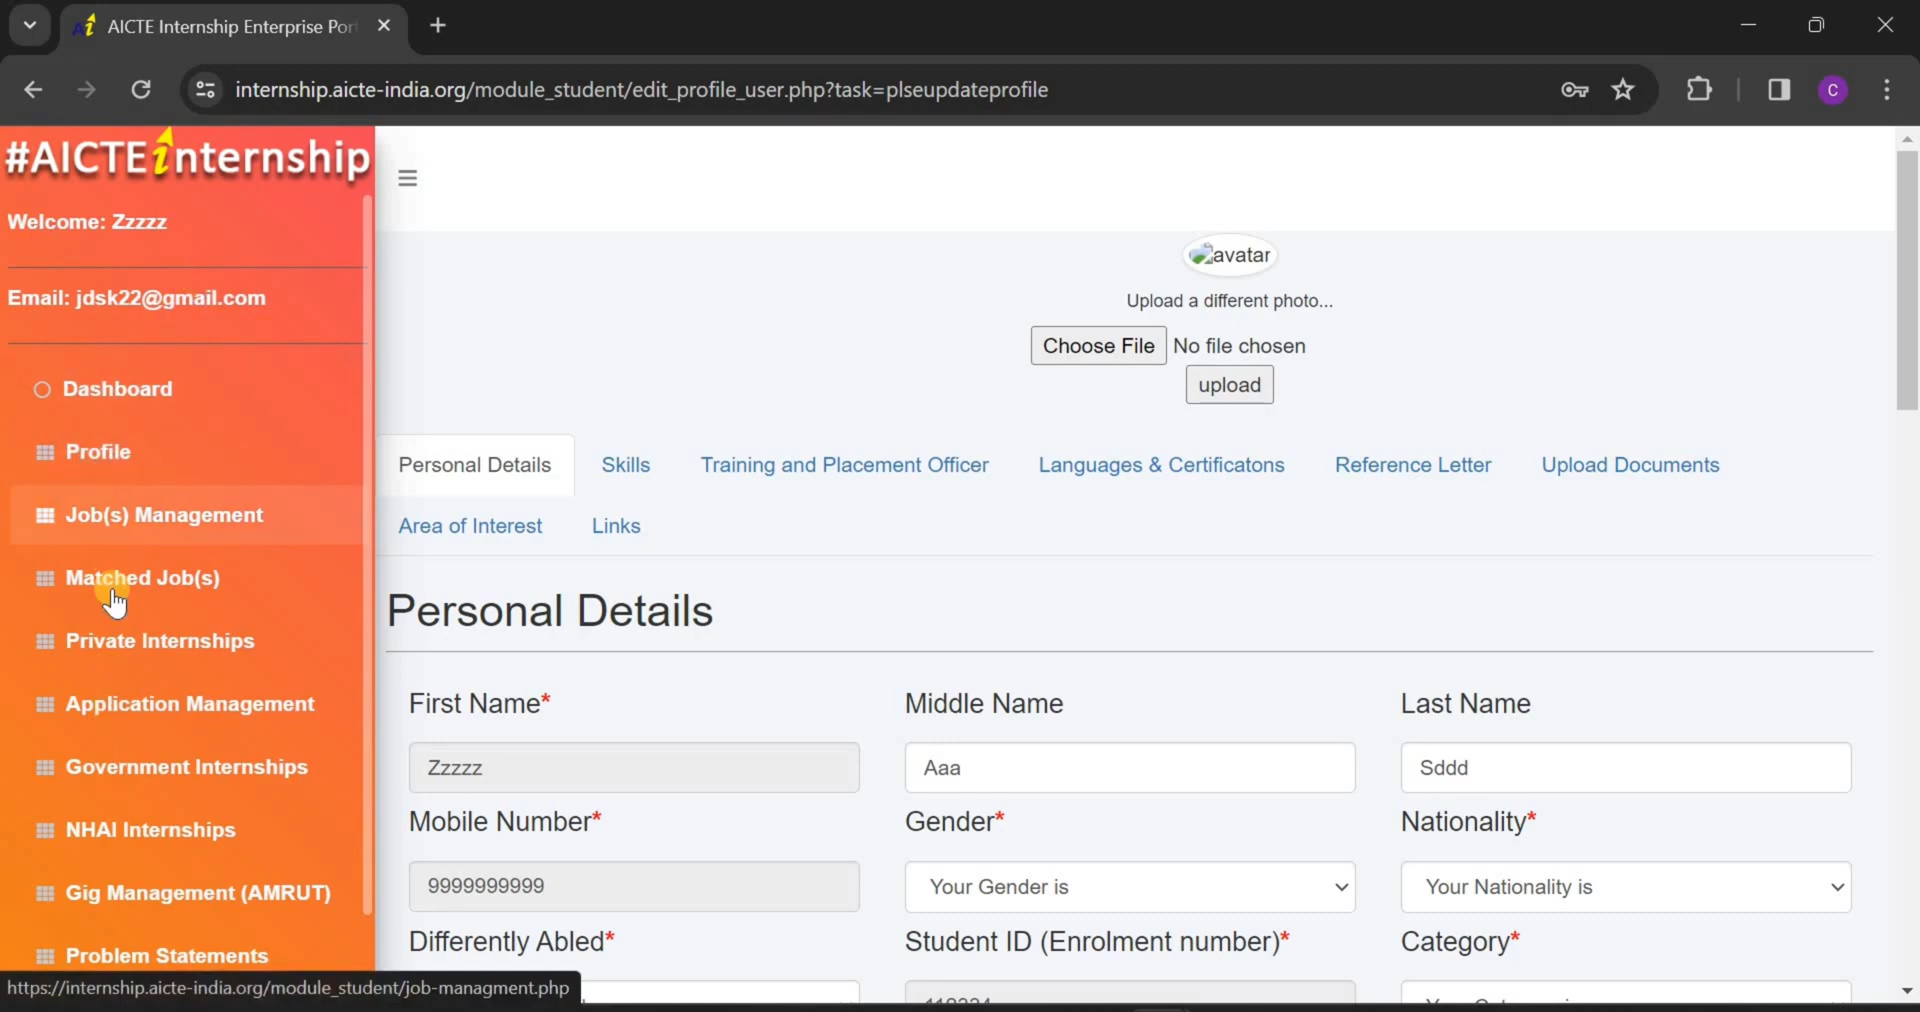 AICTE Internship Enterprise Por
internship.aicte-india.org/module_student/edit_profile_user.php?task=plseupdateprofile
C
#AICTE internship
Welcome: Zzzzz
Email: jdsk22@gmail.com
Dashboard
Profile
Job(s) Management
Matched Job(s)
Private Internships
Application Management
Government Internships
NHAI Internships
Gig Management (AMRUT)
Problem Statements
https://internship.aicte-india.org/module_student/job-managment.php
avatar
Upload a different photo...
Choose File No file chosen
upload
Personal Details Skills Training and Placement Officer Languages & Certificatons Reference Letter Upload Documents
Area of Interest Links
Personal Details
First Name* Middle Name Last Name
Zzzzz Aaa Sddd
Mobile Number* Gender* Nationality*
9999999999 Your Gender is Your Nationality is
Differently Abled* Student ID (Enrolment number)* Category*